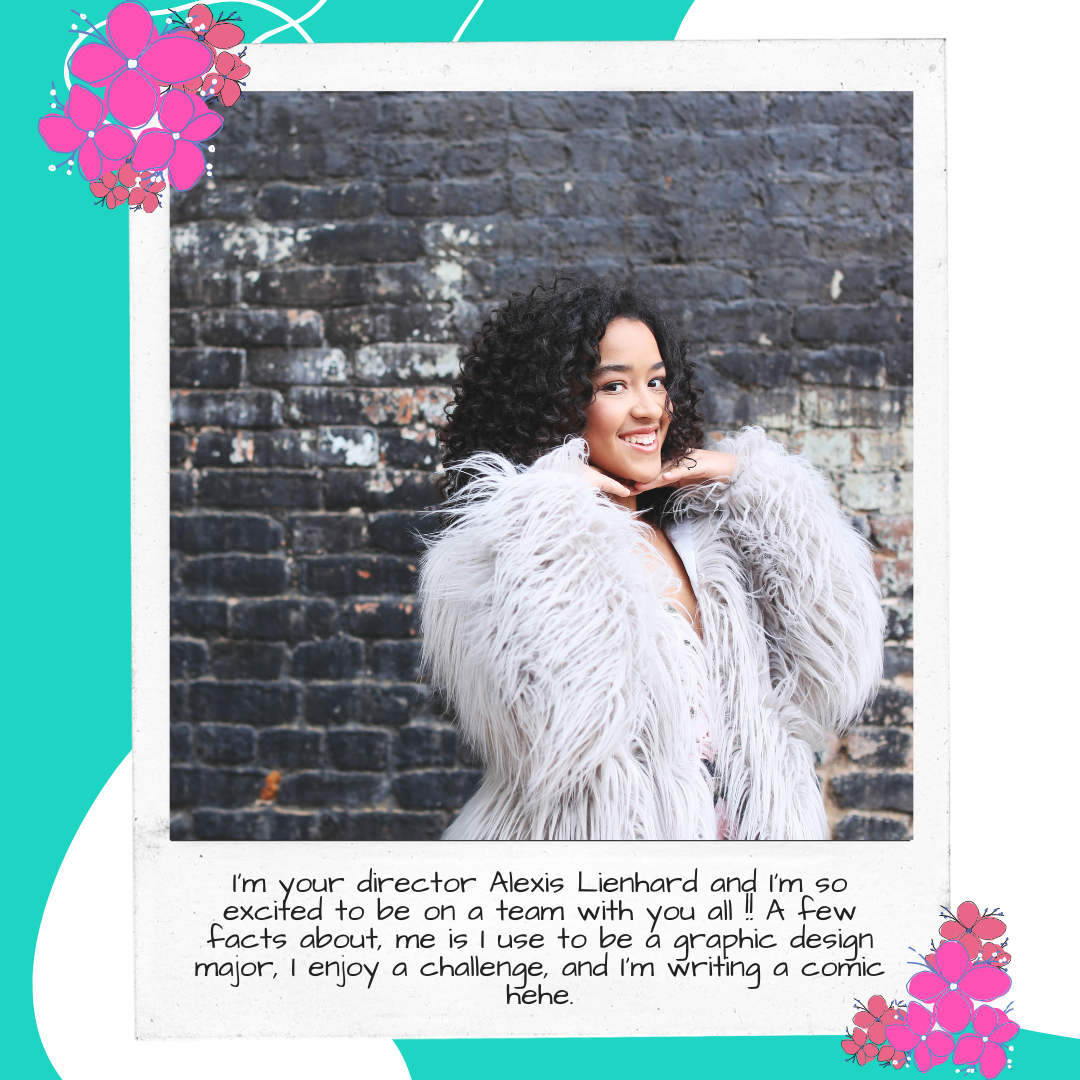 I'm your director Alexis Lienhard and I'm so
excited to be on a team with you all !! A few
facts about, me is I use to be a graphic design
major, I enjoy a challenge, and I'm writing a comic
hehe.